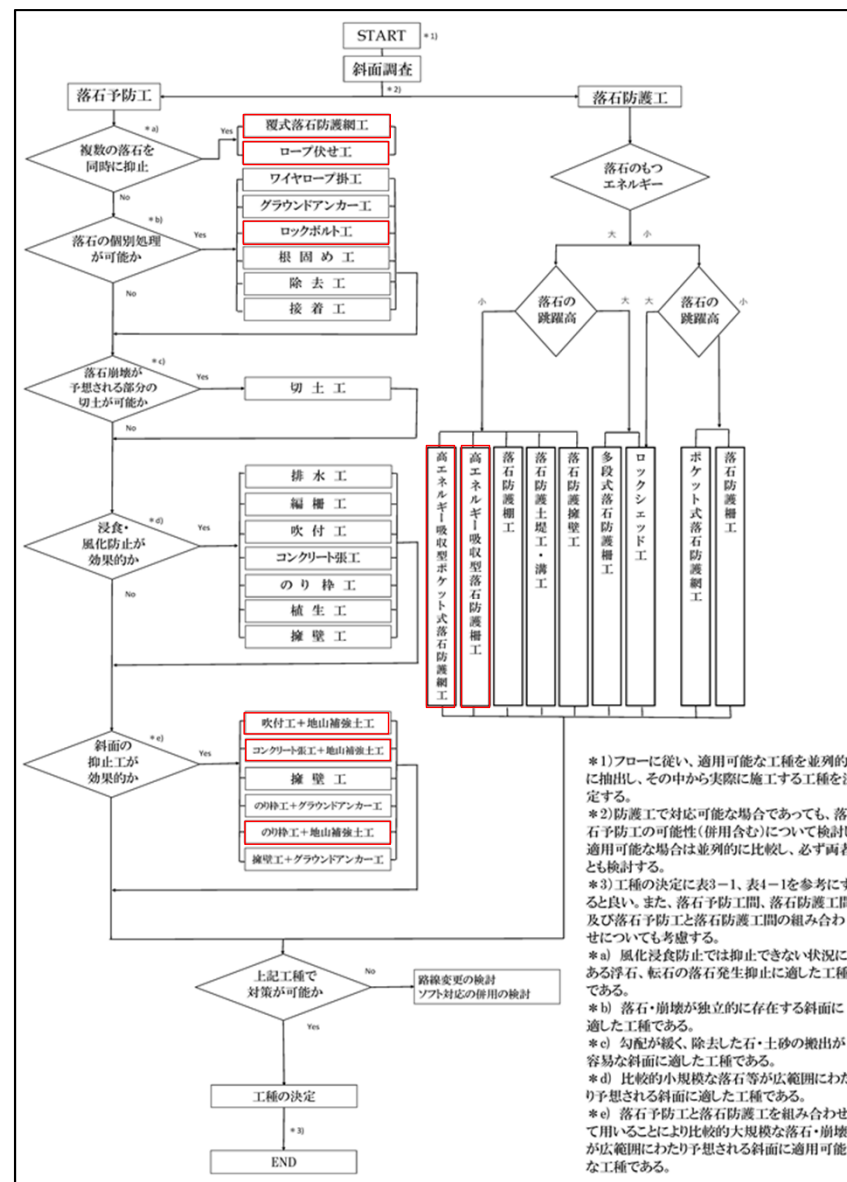 START
*1)
斜面調査
*2)
落石予防工
落石防護工
*a)
複数の落石を
同時に抑止
Yes
No
覆式落石防護網工
ロープ伏せ工
ワイヤロープ掛工
グラウンドアンカー工
ロックボルト工
根固め工
除去工
接着工
*b)
落石の個別処理
が可能か
Yes
No
*c)
落石崩壊が
予想される部分の
切土が可能か
Yes
No
切土工
*d)
浸食・
風化防止が
効果的か
Yes
No
排水工
編柵工
吹付工
コンクリート張工
のり枠工
植生工
擁壁工
*e)
斜面の
抑止工が
効果的か
Yes
吹付工+地山補強土工
コンクリート張工+地山補強土工
擁壁工
のり枠工+グラウンドアンカー工
のり枠工+地山補強土工
擁壁工+グラウンドアンカー工
落石のもつ
エネルギー
大
小
落石の
跳躍高
小
大
落石の
跳躍高
大
小
高エネルギー吸収型ポケット式落石防護網工
高エネルギー吸収型落石防護柵工
落石防護棚工
落石防護土堤工・溝工
落石防護擁壁工
多段式落石防護柵工
ロックシェッド工
ポケット式落石防護網工
落石防護柵工
上記工種で
対策が可能か
No
Yes
路線変更の検討
ソフト対応の併用の検討
工種の決定
*3)
END
*1)フローに従い、適用可能な工種を並列的
に抽出し、その中から実際に施工する工種を
定する。
*2)防護工で対応可能な場合であっても、落
石予防工の可能性(併用含む)について検討し
適用可能な場合は並列的に比較し、必ず両者
とも検討する。
*3)工種の決定に表3-1、表4-1を参考にす
ると良い。また、落石予防工間、落石防護工間
及び落石予防工と落石防護工間の組み合わ
せについても考慮する。
*a) 風化浸食防止では抑止できない状況に
ある浮石、転石の落石発生抑止に適した工種
である。
*b) 落石・崩壊が独立的に存在する斜面に
適した工種である。
*c) 勾配が緩く、除去した石・土砂の搬出が
容易な斜面に適した工種である。
*d) 比較的小規模な落石等が広範囲にわた
り予想される斜面に適した工種である。
*e) 落石予防工と落石防護工を組み合わせ
て用いることにより比較的大規模な落石・崩壊
が広範囲にわたり予想される斜面に適用可能
な工種である。